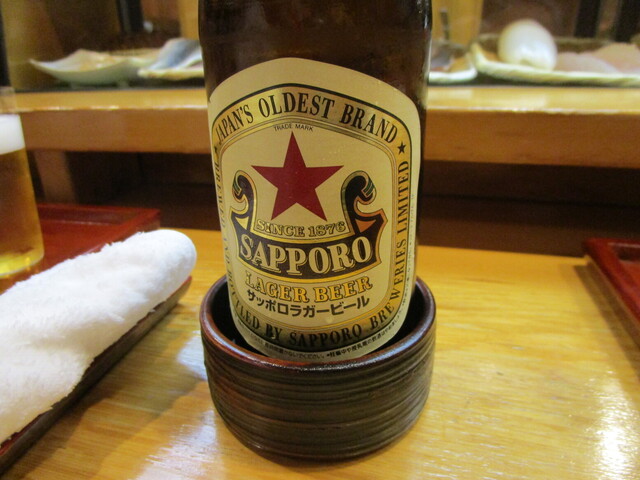 JAPAN'S OLDEST BRAND
TRADE MARK
SINCE 1876
SAPPORO
LAGER BEER
サッポロラガービール
BY SAPPORO BREWERIES LIMITED